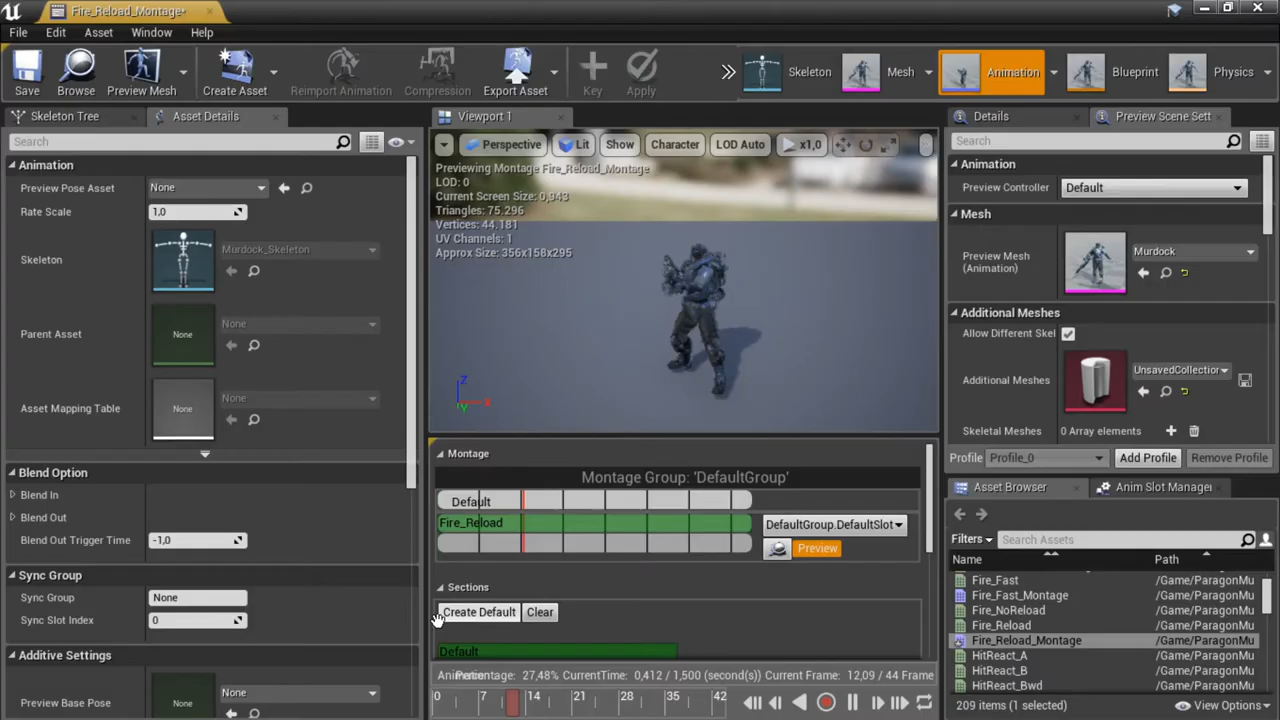 Fire_Reload_Montage*
File Edit Asset Window Help
Save Browse Preview Mesh Create Asset Reimport Animation Compression Export Asset Key Apply Skeleton Mesh Animation Blueprint Physics
Skeleton Tree Asset Details
Search
Animation
Preview Pose Asset None
Rate Scale 1,0
Skeleton Murdock_Skeleton
Parent Asset None None
Asset Mapping Table None None
Blend Option
Blend In
Blend Out
Blend Out Trigger Time -1,0
Sync Group
Sync Group None
Sync Slot Index 0
Additive Settings
Preview Base Pose None None
Viewport 1
Perspective Lit Show Character LOD Auto x1,0
Previewing Montage Fire_Reload_Montage
LOD: 0
Current Screen Size: 0,943
Triangles: 75.296
Vertices: 44.181
UV Channels: 1
Approx Size: 356x158x295
Z
X
Y
Montage
Montage Group: 'DefaultGroup'
Default
Fire_Reload DefaultGroup.DefaultSlot
Preview
Sections
Create Default Clear
Default
Percentage: 27,48% CurrentTime: 0,412 / 1,500 (second(s)) Current Frame: 12,09 / 44 Frame
0 7 14 21 28 35 42
Details Preview Scene Sett
Search
Animation
Preview Controller Default
Mesh
Preview Mesh Murdock
(Animation)
Additional Meshes
Allow Different Skel
Additional Meshes UnsavedCollection
Skeletal Meshes 0 Array elements
Profile Profile_0 Add Profile Remove Profile
Asset Browser Anim Slot Manager
Filters Search Assets
Name Path
Fire_Fast /Game/ParagonMu
Fire_Fast_Montage /Game/ParagonMu
Fire_NoReload /Game/ParagonMu
Fire_Reload /Game/ParagonMu
Fire_Reload_Montage /Game/ParagonMu
HitReact_A /Game/ParagonMu
HitReact_B /Game/ParagonMu
HitReact_Bwd /Game/ParagonMu
209 items (1 selected) View Options